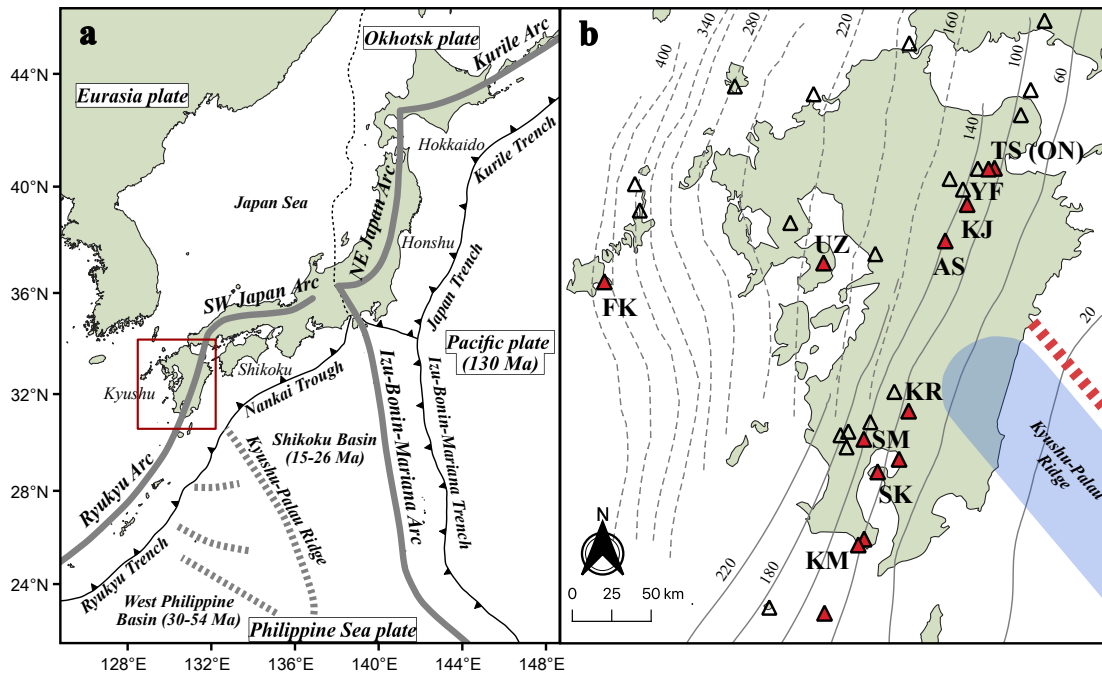 a
Okhotsk plate
Kurile Arc
44°N
Eurasia plate
Hokkaido
Kurile Trench
40°N
Japan Sea
NE Japan Arc
Honshu
36°N
SW Japan Arc
Japan Trench
Pacific plate
(130 Ma)
Shikoku
Kyushu
32°N
Nankai Trough
Izu-Bonin-Mariana Arc
Izu-Bonin-Mariana Trench
Shikoku Basin
(15-26 Ma)
Kyushu-Palau Ridge
Ryukyu Arc
28°N
Ryukyu Trench
24°N
West Philippine
Basin (30-54 Ma)
Philippine Sea plate
128°E
132°E
136°E
140°E
144°E
148°E
b
400
340
280
220
160
100
60
140
TS (ON)
YF
KJ
AS
UZ
FK
20
KR
SM
SK
Kyushu-Palau
Ridge
KM
220
180
N
0
25
50 km